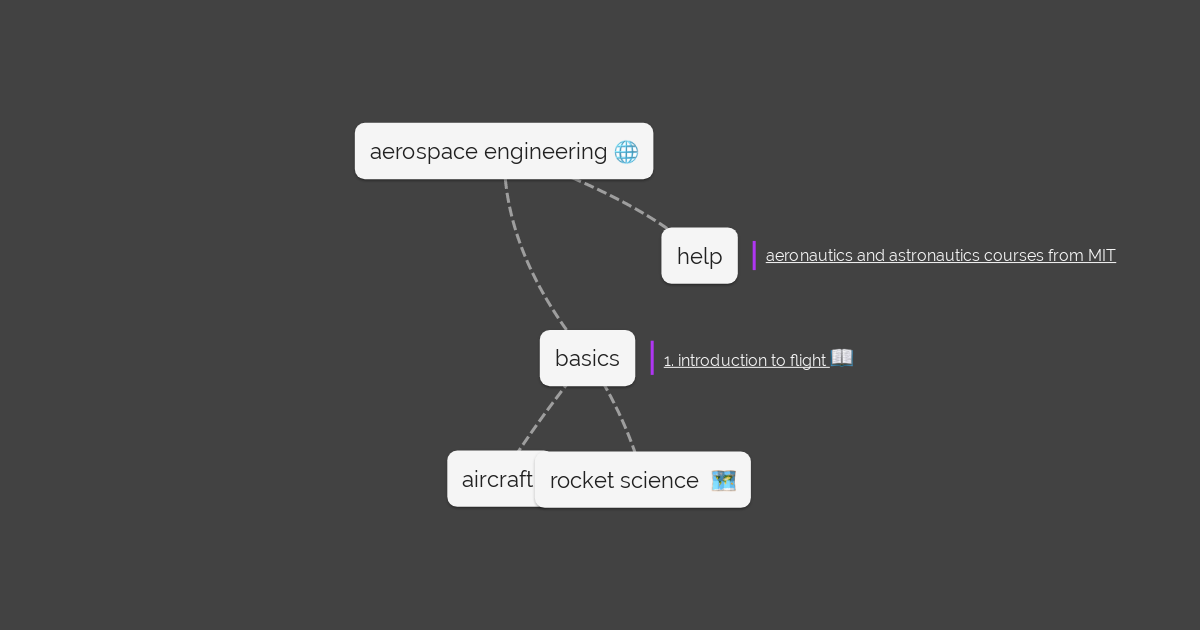 aerospace engineering 🌐
help
aeronautics and astronautics courses from MIT
basics
1. introduction to flight 📖
aircraft
rocket science 🗺️